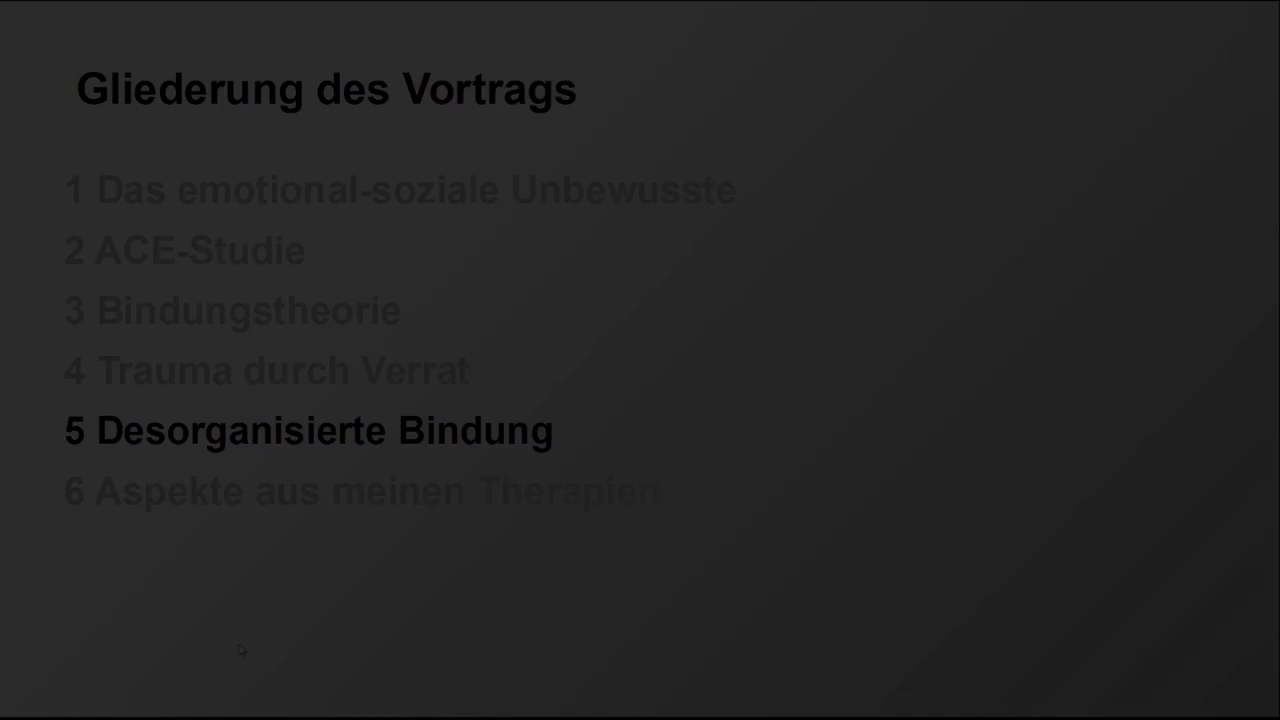 Gliederung des Vortrags
1 Das emotional-soziale Unbewusste
2 ACE-Studie
3 Bindungstheorie
4 Trauma durch Verrat
5 Desorganisierte Bindung
6 Aspekte aus meinen Therapien